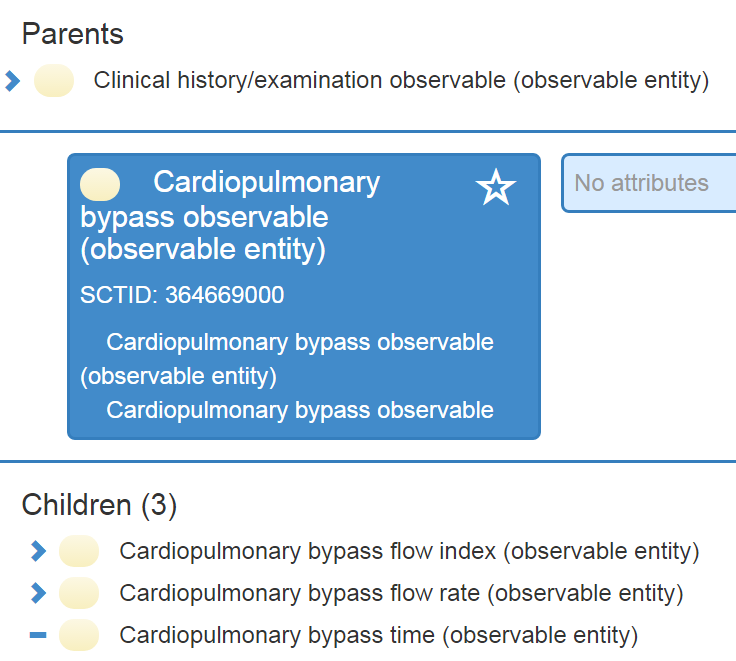 Parents
Clinical history/examination observable (observable entity)
Cardiopulmonary
bypass observable
(observable entity)
No attributes
SCTID: 364669000
Cardiopulmonary bypass observable
(observable entity)
Cardiopulmonary bypass observable
Children (3)
Cardiopulmonary bypass flow index (observable entity)
Cardiopulmonary bypass flow rate (observable entity)
Cardiopulmonary bypass time (observable entity)